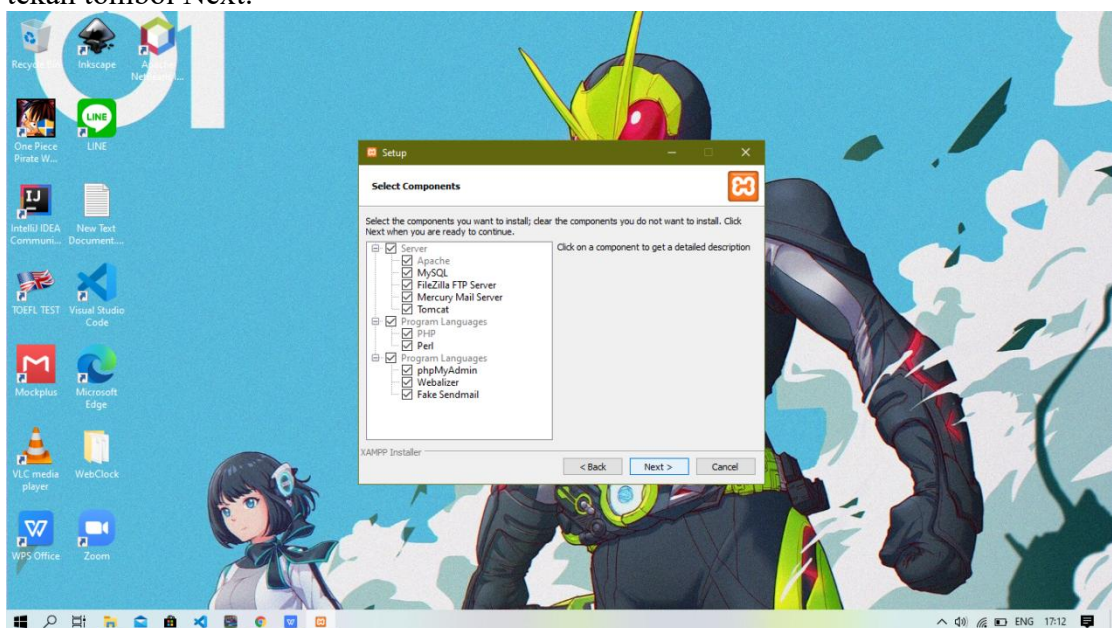 tekan tombol Next.
01
Recycle Bin
Inkscape
Apache
NetBeans I...
One Piece
Pirate W...
LINE
LINE
IntelliJ IDEA
Communi...
New Text
Document....
TOEFL TEST
Visual Studio
Code
Mockplus
Microsoft
Edge
VLC media
player
WebClock
WPS Office
Zoom
Setup
Select Components
Select the components you want to install; clear the components you do not want to install. Click
Next when you are ready to continue.
Server
Apache
MySQL
FileZilla FTP Server
Mercury Mail Server
Tomcat
Program Languages
PHP
Perl
Program Languages
phpMyAdmin
Webalizer
Fake Sendmail
Click on a component to get a detailed description
XAMPP Installer
< Back
Next >
Cancel
ENG 17:12